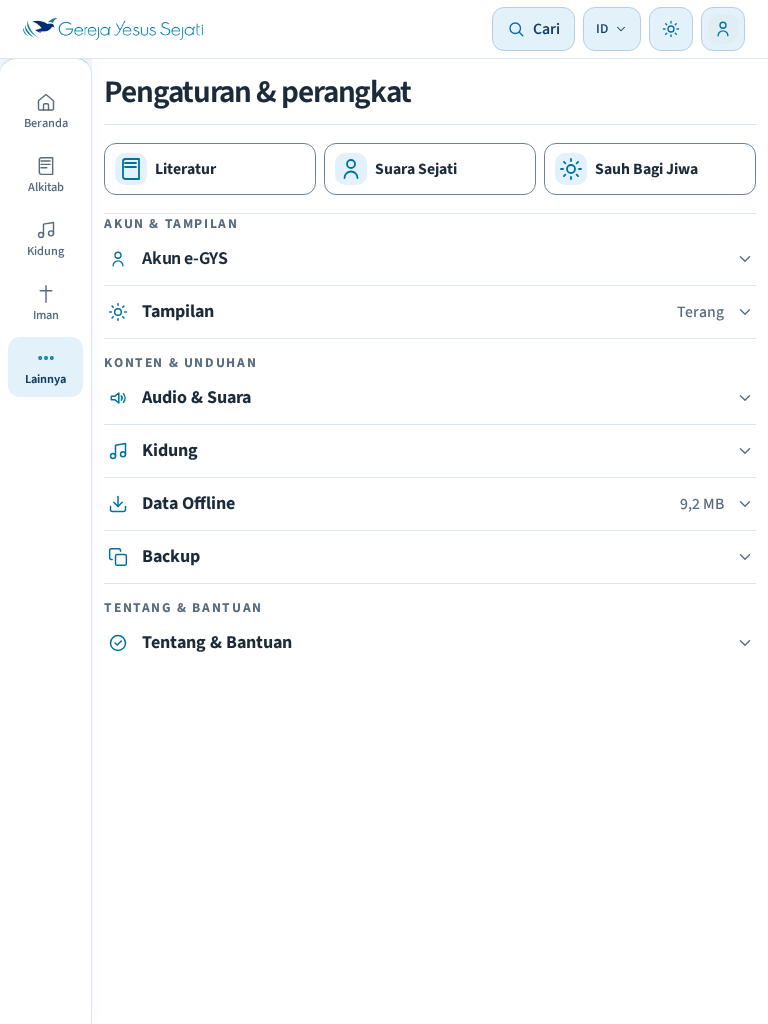 Gereja Yesus Sejati
Cari
ID
Beranda
Alkitab
Kidung
Iman
Lainnya
Pengaturan & perangkat
Literatur
Suara Sejati
Sauh Bagi Jiwa
AKUN & TAMPILAN
Akun e-GYS
Tampilan
Terang
KONTEN & UNDUHAN
Audio & Suara
Kidung
Data Offline
9,2 MB
Backup
TENTANG & BANTUAN
Tentang & Bantuan